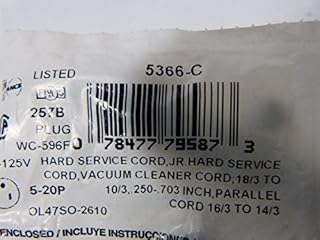 LISTED 5366-C
257B
PLUG
WC-596F 0 78477 79587 3
-125V HARD SERVICE CORD, JR HARD SERVICE
CORD, VACUUM CLEANER CORD, 18/3 TO
5-20P 10/3, .250-.703 INCH, PARALLEL
CORD 16/3 TO 14/3
OL47SO-2610
ENCLOSED / INCLUYE INSTRUCCION